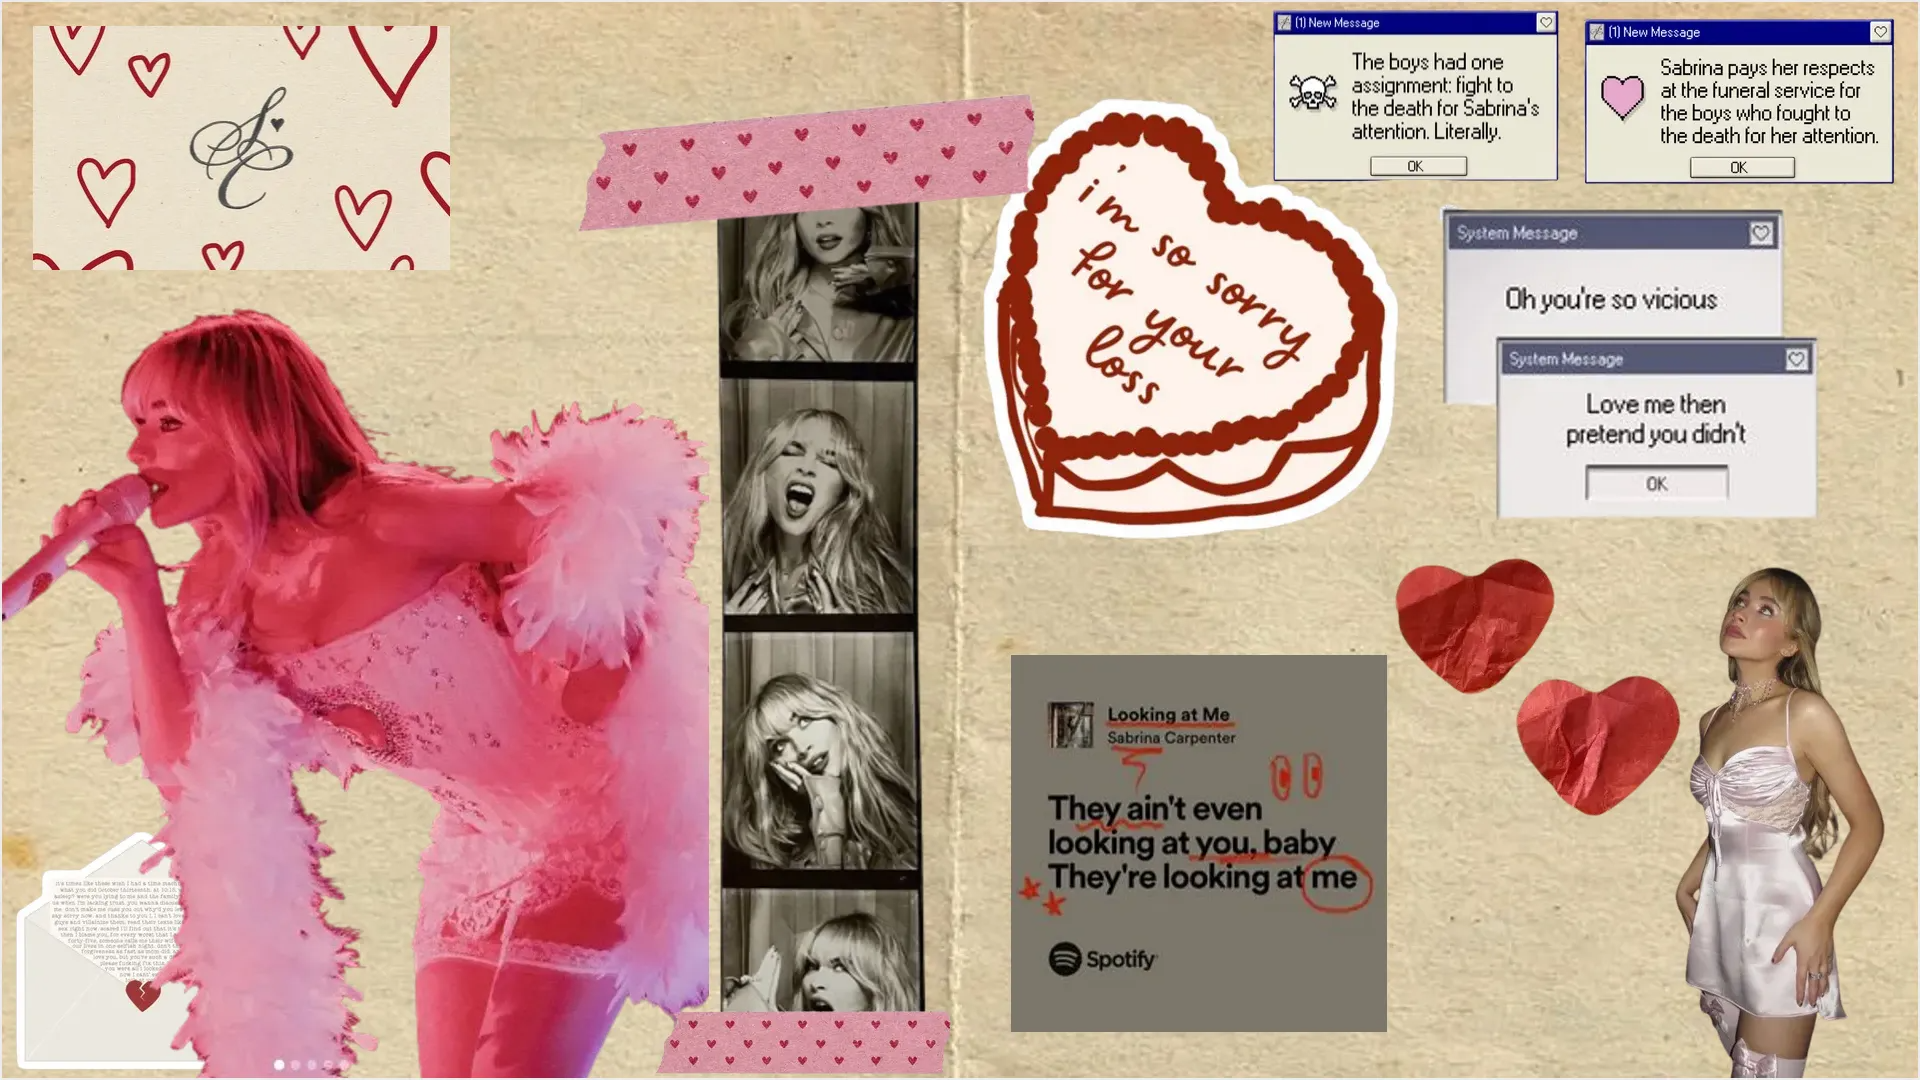 SC
(1) New Message
The boys had one
assignment: fight to
the death for Sabrina's
attention. Literally.
OK
(1) New Message
Sabrina pays her respects
at the funeral service for
the boys who fought to
the death for her attention.
OK
i'm so sorry
for your
loss
System Message
Oh you're so vicious
System Message
Love me then
pretend you didn't
OK
Looking at Me
Sabrina Carpenter
They ain't even
looking at you, baby
They're looking at me
Spotify